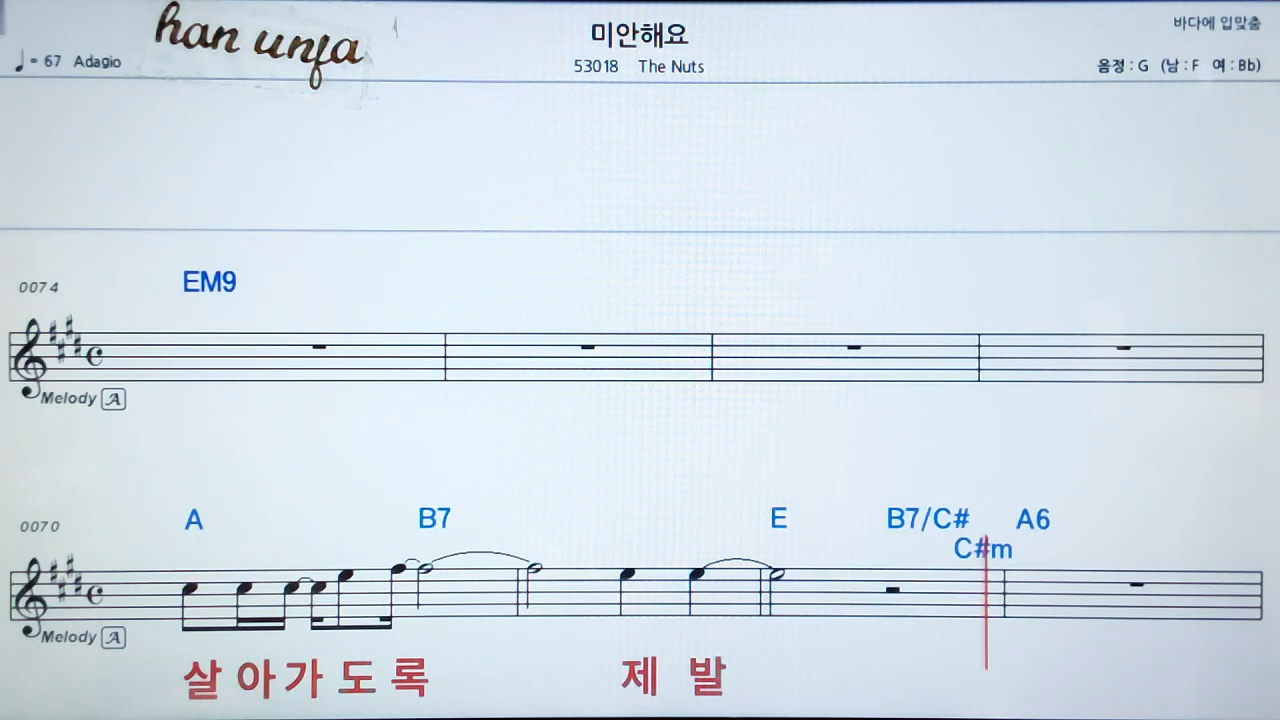 han unfa
미안해요
바다에 입맞춤
♩= 67 Adagio
53018 The Nuts
음정 : G (남 : F 여 : Bb)
0074
EM9
Melody A
0070
A B7 E B7/C# C#m A6
Melody A
살 아 가 도 록 제 발